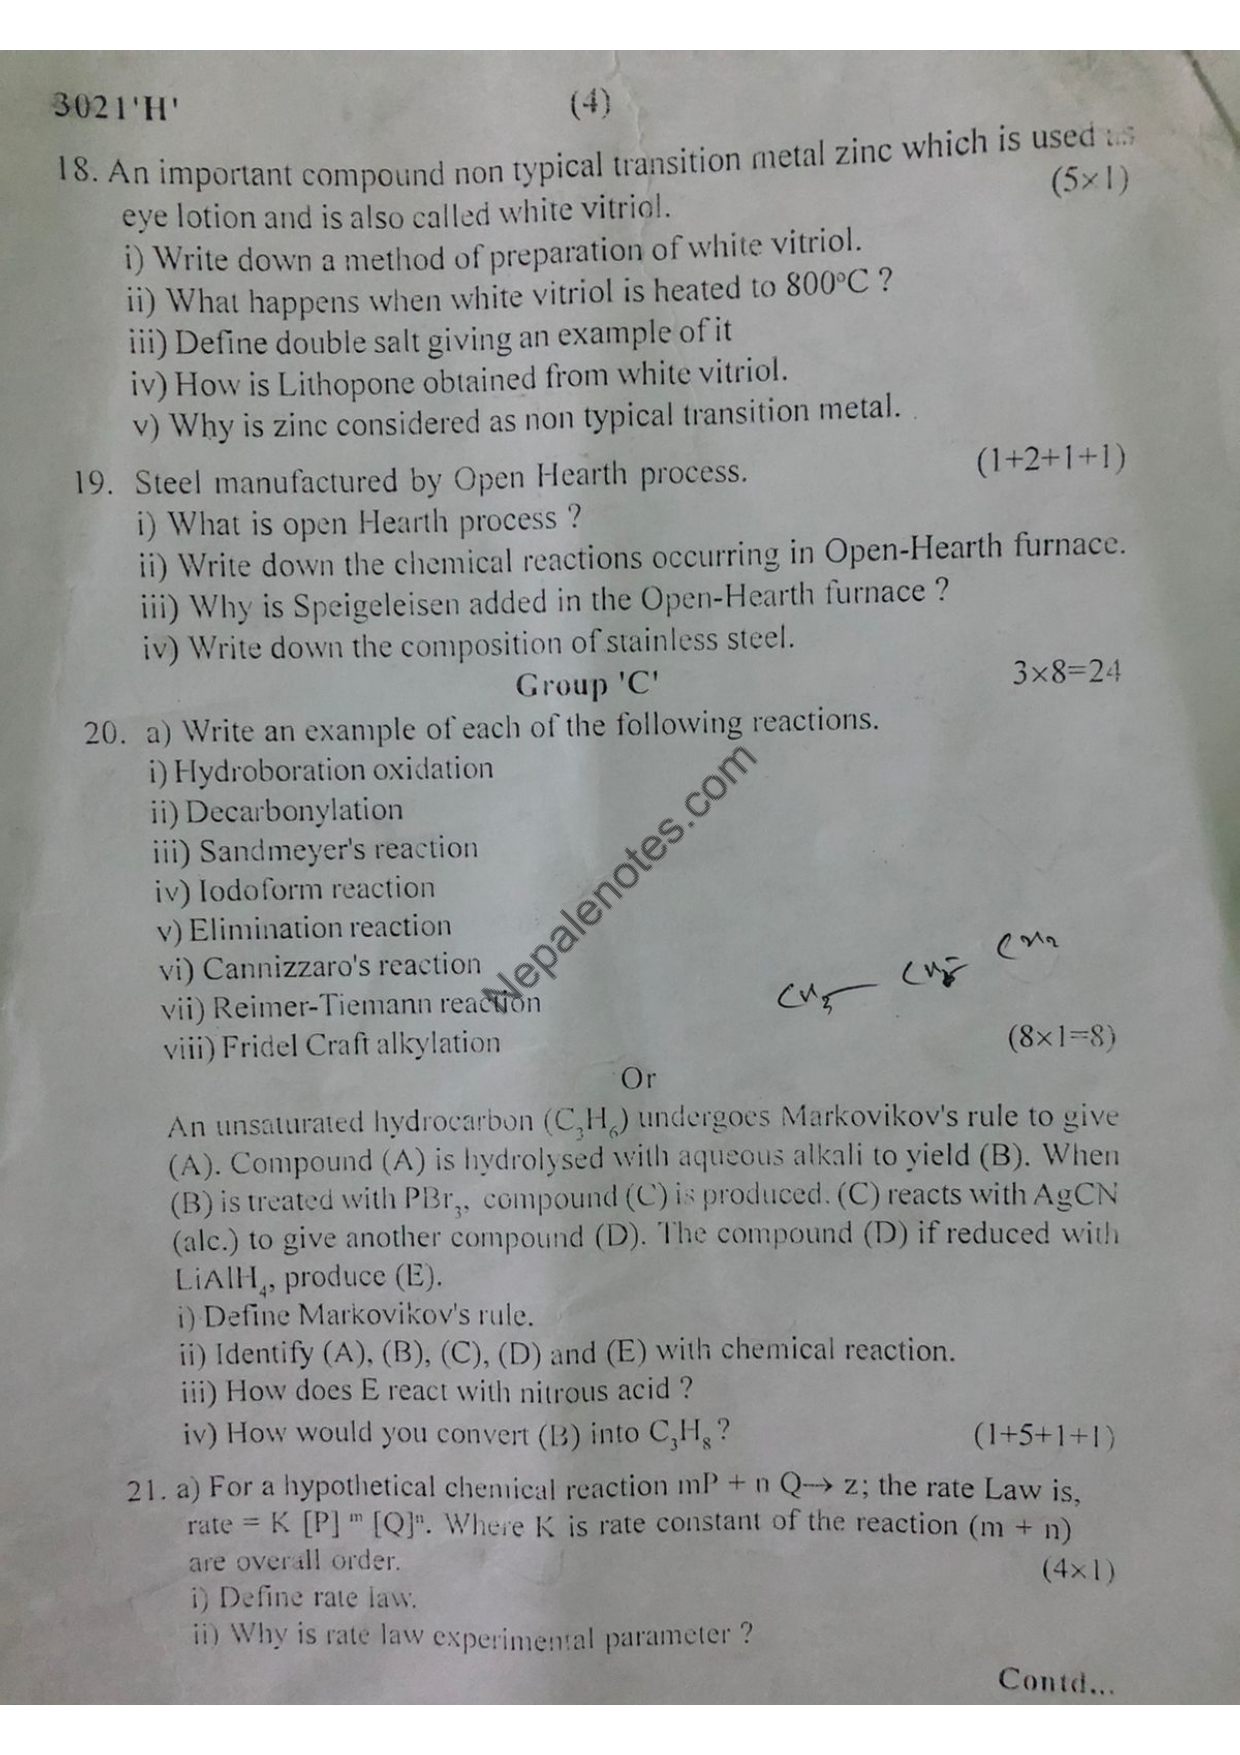 3021'H'
(4)
18. An important compound non typical transition metal zinc which is used as
eye lotion and is also called white vitriol.
(5×1)
i) Write down a method of preparation of white vitriol.
ii) What happens when white vitriol is heated to 800°C ?
iii) Define double salt giving an example of it
iv) How is Lithopone obtained from white vitriol.
v) Why is zinc considered as non typical transition metal.
19. Steel manufactured by Open Hearth process.
(1+2+1+1)
i) What is open Hearth process ?
ii) Write down the chemical reactions occurring in Open-Hearth furnace.
iii) Why is Speigeleisen added in the Open-Hearth furnace ?
iv) Write down the composition of stainless steel.
Group 'C'
3×8=24
20. a) Write an example of each of the following reactions.
i) Hydroboration oxidation
ii) Decarbonylation
iii) Sandmeyer's reaction
iv) Iodoform reaction
v) Elimination reaction
vi) Cannizzaro's reaction
vii) Reimer-Tiemann reaction
viii) Fridel Craft alkylation
(8×1=8)
Or
An unsaturated hydrocarbon (C₃H₆) undergoes Markovikov's rule to give
(A). Compound (A) is hydrolysed with aqueous alkali to yield (B). When
(B) is treated with PBr₃, compound (C) is produced. (C) reacts with AgCN
(alc.) to give another compound (D). The compound (D) if reduced with
LiAlH₄, produce (E).
i) Define Markovikov's rule.
ii) Identify (A), (B), (C), (D) and (E) with chemical reaction.
iii) How does E react with nitrous acid ?
iv) How would you convert (B) into C₃H₈ ?
(1+5+1+1)
21. a) For a hypothetical chemical reaction mP + n Q→ z; the rate Law is,
rate = K [P] ᵐ [Q]ⁿ. Where K is rate constant of the reaction (m + n)
are overall order.
(4×1)
i) Define rate law.
ii) Why is rate law experimental parameter ?
Contd...
Nepalenotes.com